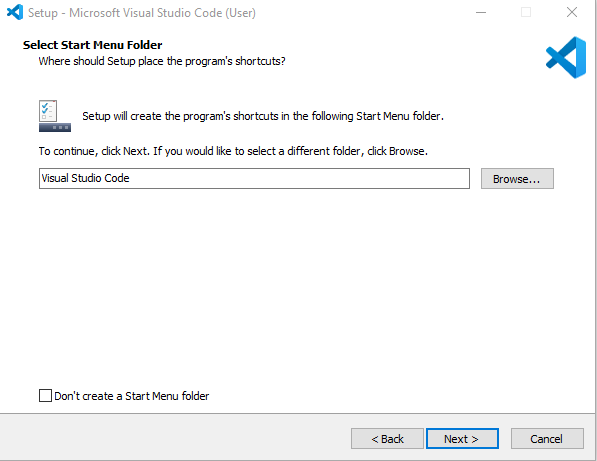 Setup - Microsoft Visual Studio Code (User)
Select Start Menu Folder
Where should Setup place the program's shortcuts?
Setup will create the program's shortcuts in the following Start Menu folder.
To continue, click Next. If you would like to select a different folder, click Browse.
Visual Studio Code
Browse...
Don't create a Start Menu folder
< Back
Next >
Cancel